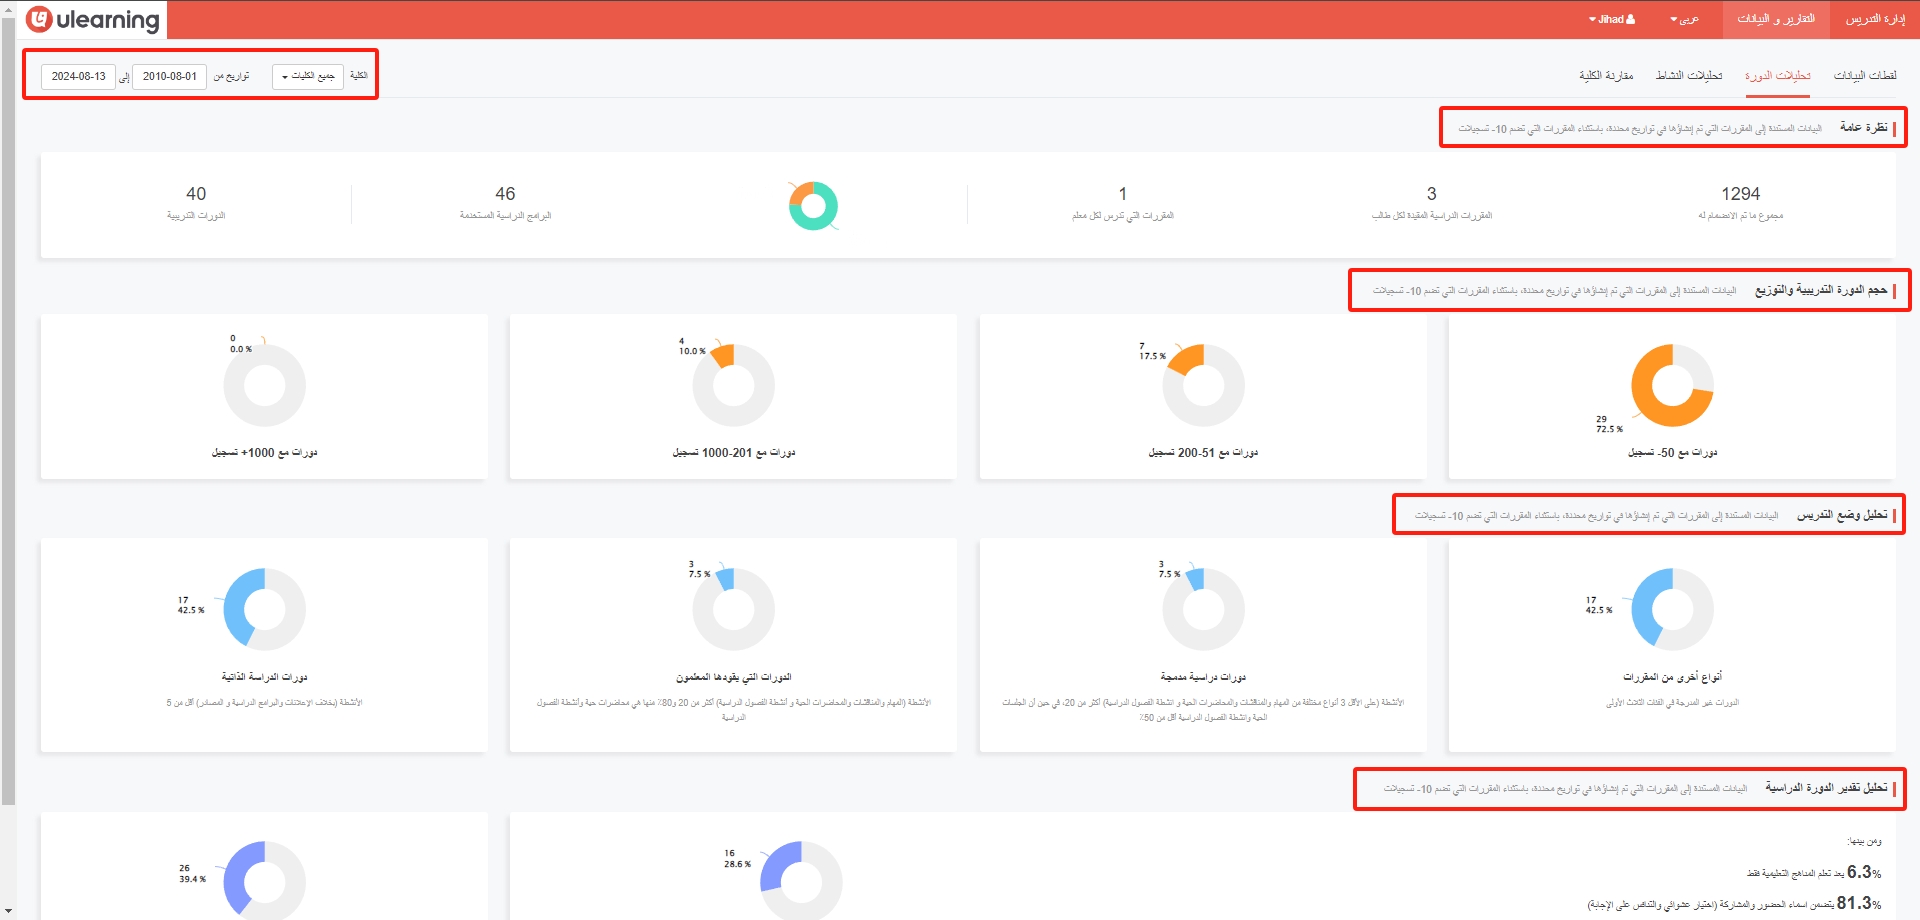 إدارة التدريس
التقارير و البيانات
عربى
Jihad
ulearning
لقطات البيانات
تحليلات الدورة
تحليلات النشاط
مقارنة الكلية
الكلية
جميع الكليات
تواريخ من
2010-08-01
إلى
2024-08-13
نظرة عامة
البيانات المستندة إلى المقررات التي تم إنشاؤها في تواريخ محددة، باستثناء المقررات التي تضم 10- تسجيلات
1294
مجموع ما تم الانضمام له
3
المقررات الدراسية المقيدة لكل طالب
1
المقررات التي تدرس لكل معلم
46
البرامج الدراسية المستخدمة
40
الدورات التدريبية
حجم الدورة التدريبية والتوزيع
البيانات المستندة إلى المقررات التي تم إنشاؤها في تواريخ محددة، باستثناء المقررات التي تضم 10- تسجيلات
29
72.5 %
دورات مع 50- تسجيل
7
17.5 %
دورات مع 51-200 تسجيل
4
10.0 %
دورات مع 201-1000 تسجيل
0
0.0 %
دورات مع 1000+ تسجيل
تحليل وضع التدريس
البيانات المستندة إلى المقررات التي تم إنشاؤها في تواريخ محددة، باستثناء المقررات التي تضم 10- تسجيلات
17
42.5 %
أنواع أخرى من المقررات
الدورات غير المدرجة في الفئات الثلاث الأولى
3
7.5 %
دورات دراسية مدمجة
الأنشطة (على الأقل 3 أنواع مختلفة من المهام والمناقشات والمحاضرات الحية و انشطة الفصول الدراسية) أكثر من 20، في حين أن الجلسات
الحية وانشطة الفصول الدراسية أقل من 50٪
3
7.5 %
الدورات التي يقودها المعلمون
الأنشطة (المهام والمناقشات والمحاضرات الحية و أنشطة الفصول الدراسية) أكثر من 20 و80٪ منها هي محاضرات حية وأنشطة الفصول
الدراسية
17
42.5 %
دورات الدراسة الذاتية
الأنشطة (بخلاف الإعلانات والبرامج الدراسية و المصادر) أقل من 5
تحليل تقدير الدورة الدراسية
البيانات المستندة إلى المقررات التي تم إنشاؤها في تواريخ محددة، باستثناء المقررات التي تضم 10- تسجيلات
ومن بينها:
6.3% يعد تعلم المناهج التعليمية فقط
81.3% يتضمن اسماء الحضور والمشاركة (اختيار عشوائي والتنافس على الإجابة)
16
28.6 %
26
39.4 %